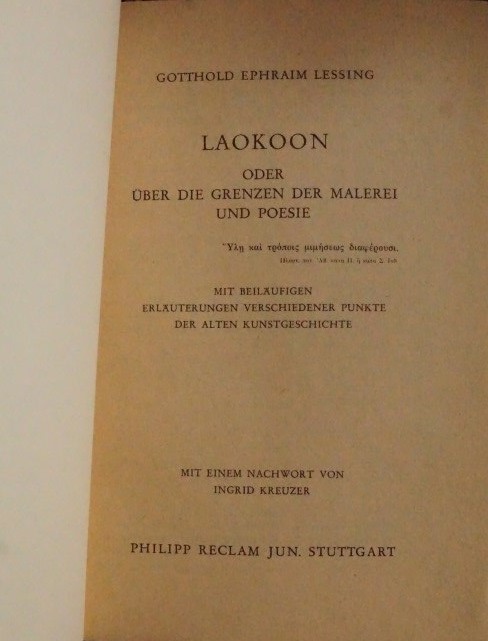 GOTTHOLD EPHRAIM LESSING
LAOKOON
ODER
ÜBER DIE GRENZEN DER MALEREI
UND POESIE
Ὕλῃ καὶ τρόποις μιμήσεως διαφέρουσι.
MIT BEILÄUFIGEN
ERLÄUTERUNGEN VERSCHIEDENER PUNKTE
DER ALTEN KUNSTGESCHICHTE
MIT EINEM NACHWORT VON
INGRID KREUZER
PHILIPP RECLAM JUN. STUTTGART